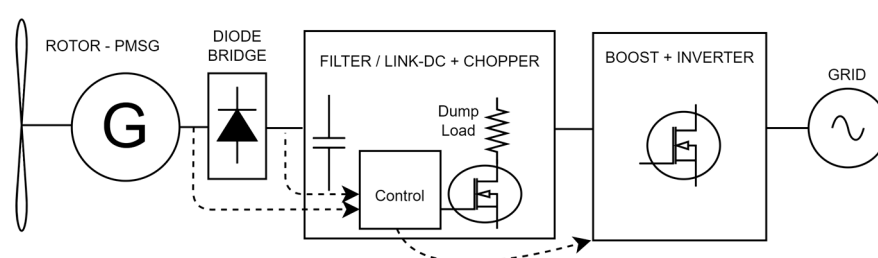 ROTOR - PMSG
DIODE
BRIDGE
FILTER / LINK-DC + CHOPPER
BOOST + INVERTER
GRID
G
Dump
Load
Control